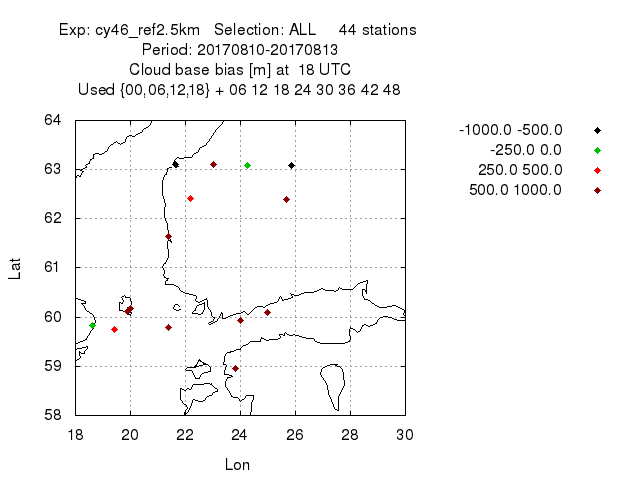 Exp: cy46_ref2.5km Selection: ALL 44 stations
Period: 20170810-20170813
Cloud base bias [m] at 18 UTC
Used {00,06,12,18} + 06 12 18 24 30 36 42 48
64
63
62
61
60
59
58
Lat
18 20 22 24 26 28 30
Lon
-1000.0 -500.0
-250.0 0.0
250.0 500.0
500.0 1000.0